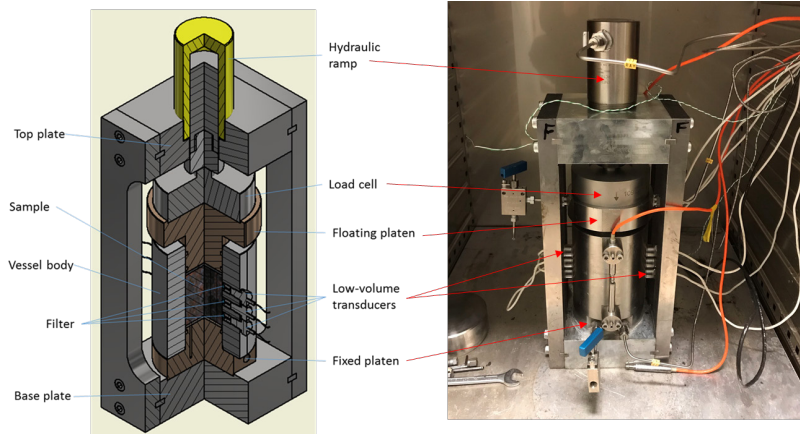 Hydraulic
ramp
Top plate
Load cell
Sample
Floating platen
Vessel body
Low-volume
transducers
Filter
Fixed platen
Base plate
F
F